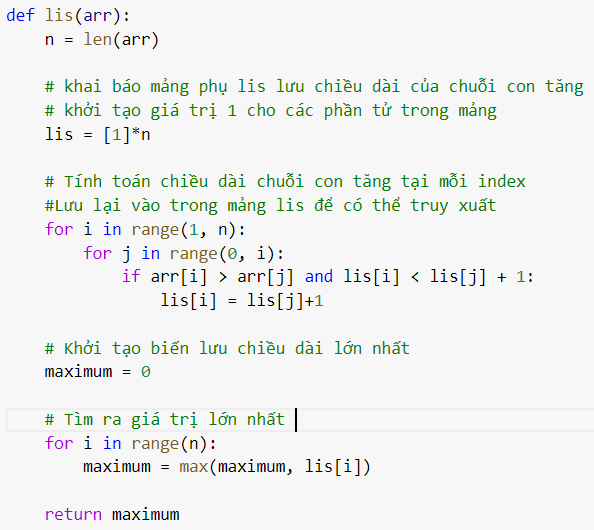 def lis(arr):
    n = len(arr)
    # khai báo mảng phụ lis lưu chiều dài của chuỗi con tăng
    # khởi tạo giá trị 1 cho các phần tử trong mảng
    lis = [1]*n
    # Tính toán chiều dài chuỗi con tăng tại mỗi index
    #Lưu lại vào trong mảng lis để có thể truy xuất
    for i in range(1, n):
        for j in range(0, i):
            if arr[i] > arr[j] and lis[i] < lis[j] + 1:
                lis[i] = lis[j]+1
    # Khởi tạo biến lưu chiều dài lớn nhất
    maximum = 0
    # Tìm ra giá trị lớn nhất
    for i in range(n):
        maximum = max(maximum, lis[i])
    return maximum